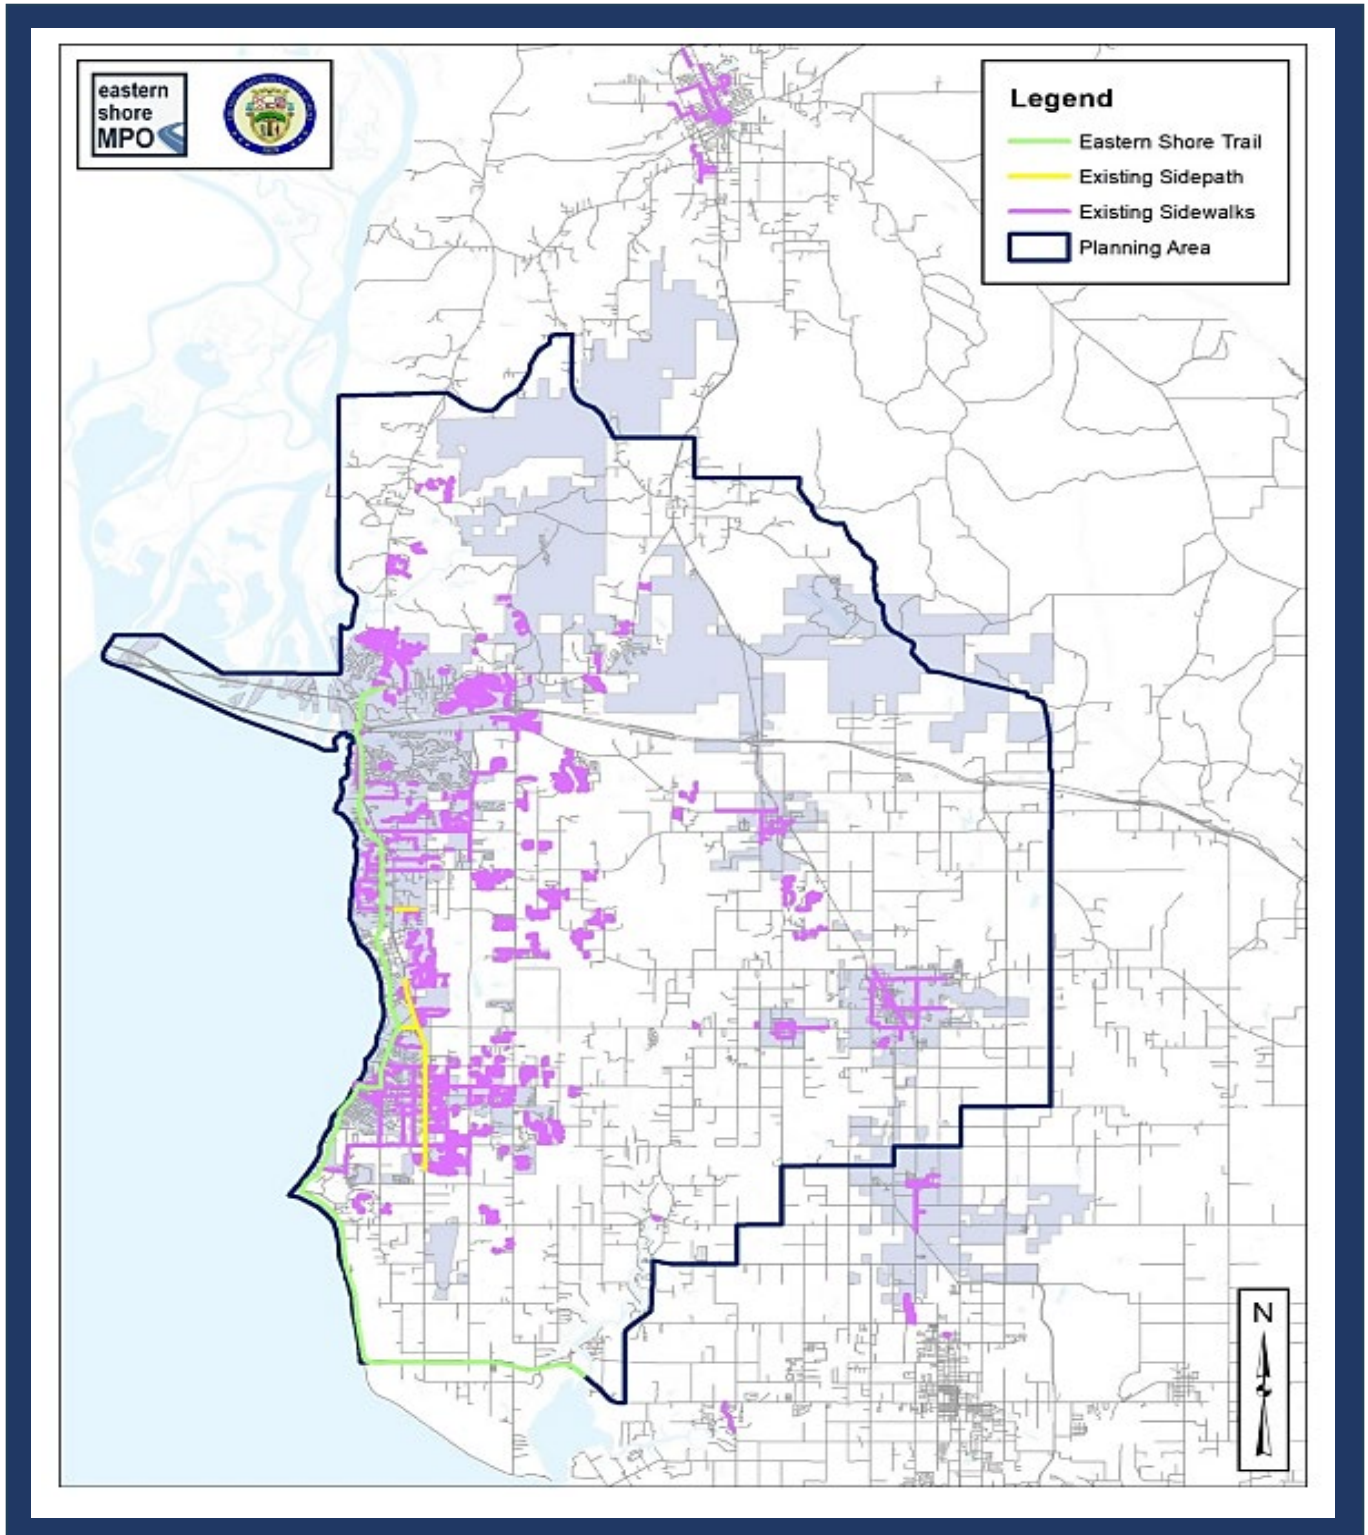 eastern
shore
MPO
Legend
Eastern Shore Trail
Existing Sidepath
Existing Sidewalks
Planning Area
N